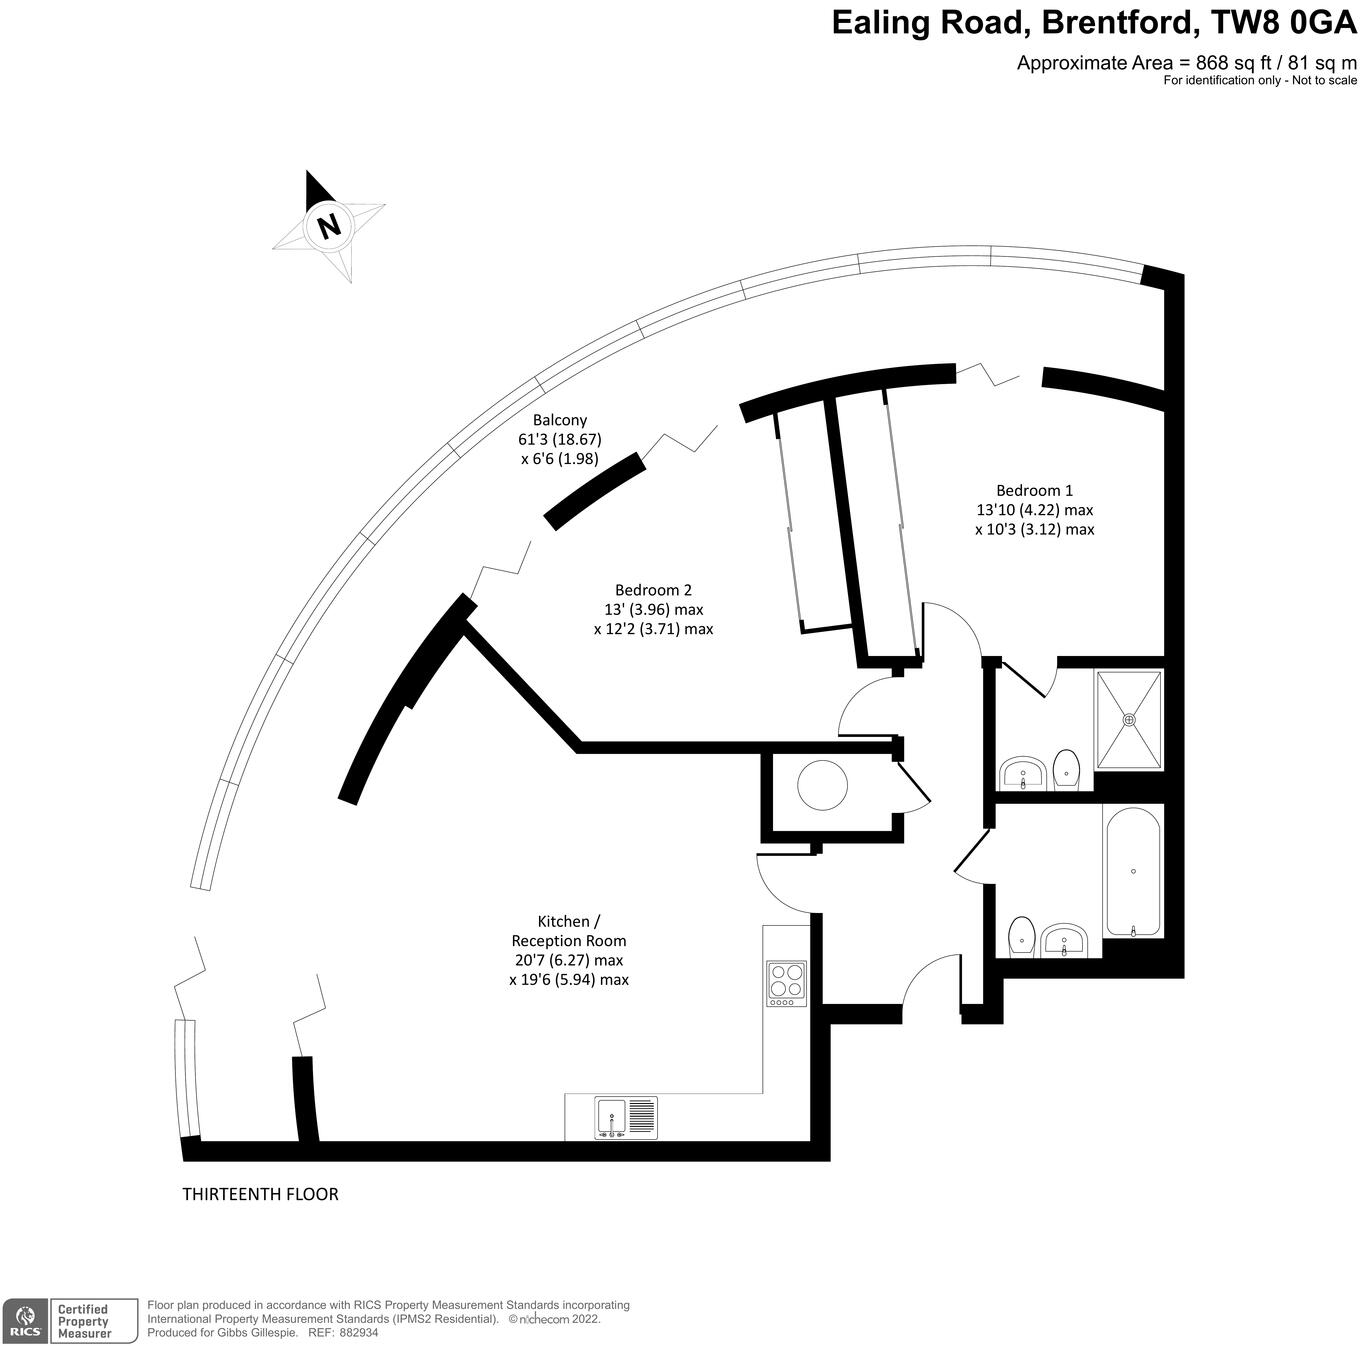 Ealing Road, Brentford, TW8 0GA
Approximate Area = 868 sq ft / 81 sq m
For identification only - Not to scale
N
Balcony
61'3 (18.67)
x 6'6 (1.98)
Bedroom 1
13'10 (4.22) max
x 10'3 (3.12) max
Bedroom 2
13' (3.96) max
x 12'2 (3.71) max
Kitchen /
Reception Room
20'7 (6.27) max
x 19'6 (5.94) max
THIRTEENTH FLOOR
RICS
Certified
Property
Measurer
Floor plan produced in accordance with RICS Property Measurement Standards incorporating
International Property Measurement Standards (IPMS2 Residential). © nichecom 2022.
Produced for Gibbs Gillespie. REF: 882934